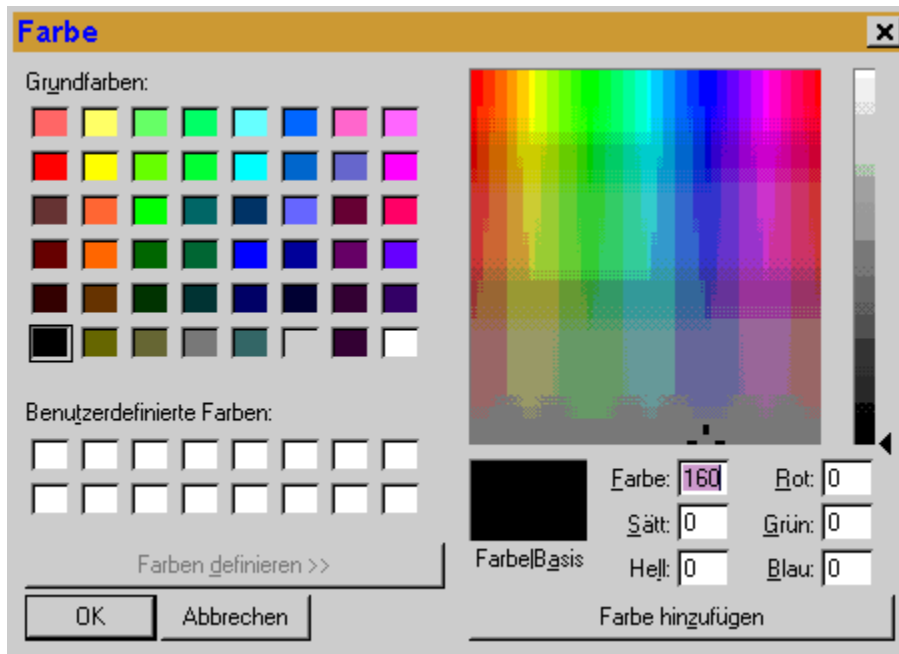 Farbe
Grundfarben:
Benutzerdefinierte Farben:
Farben definieren >>
OK
Abbrechen
Farbe|Basis
Farbe: 160
Sätt: 0
Hell: 0
Rot: 0
Grün: 0
Blau: 0
Farbe hinzufügen